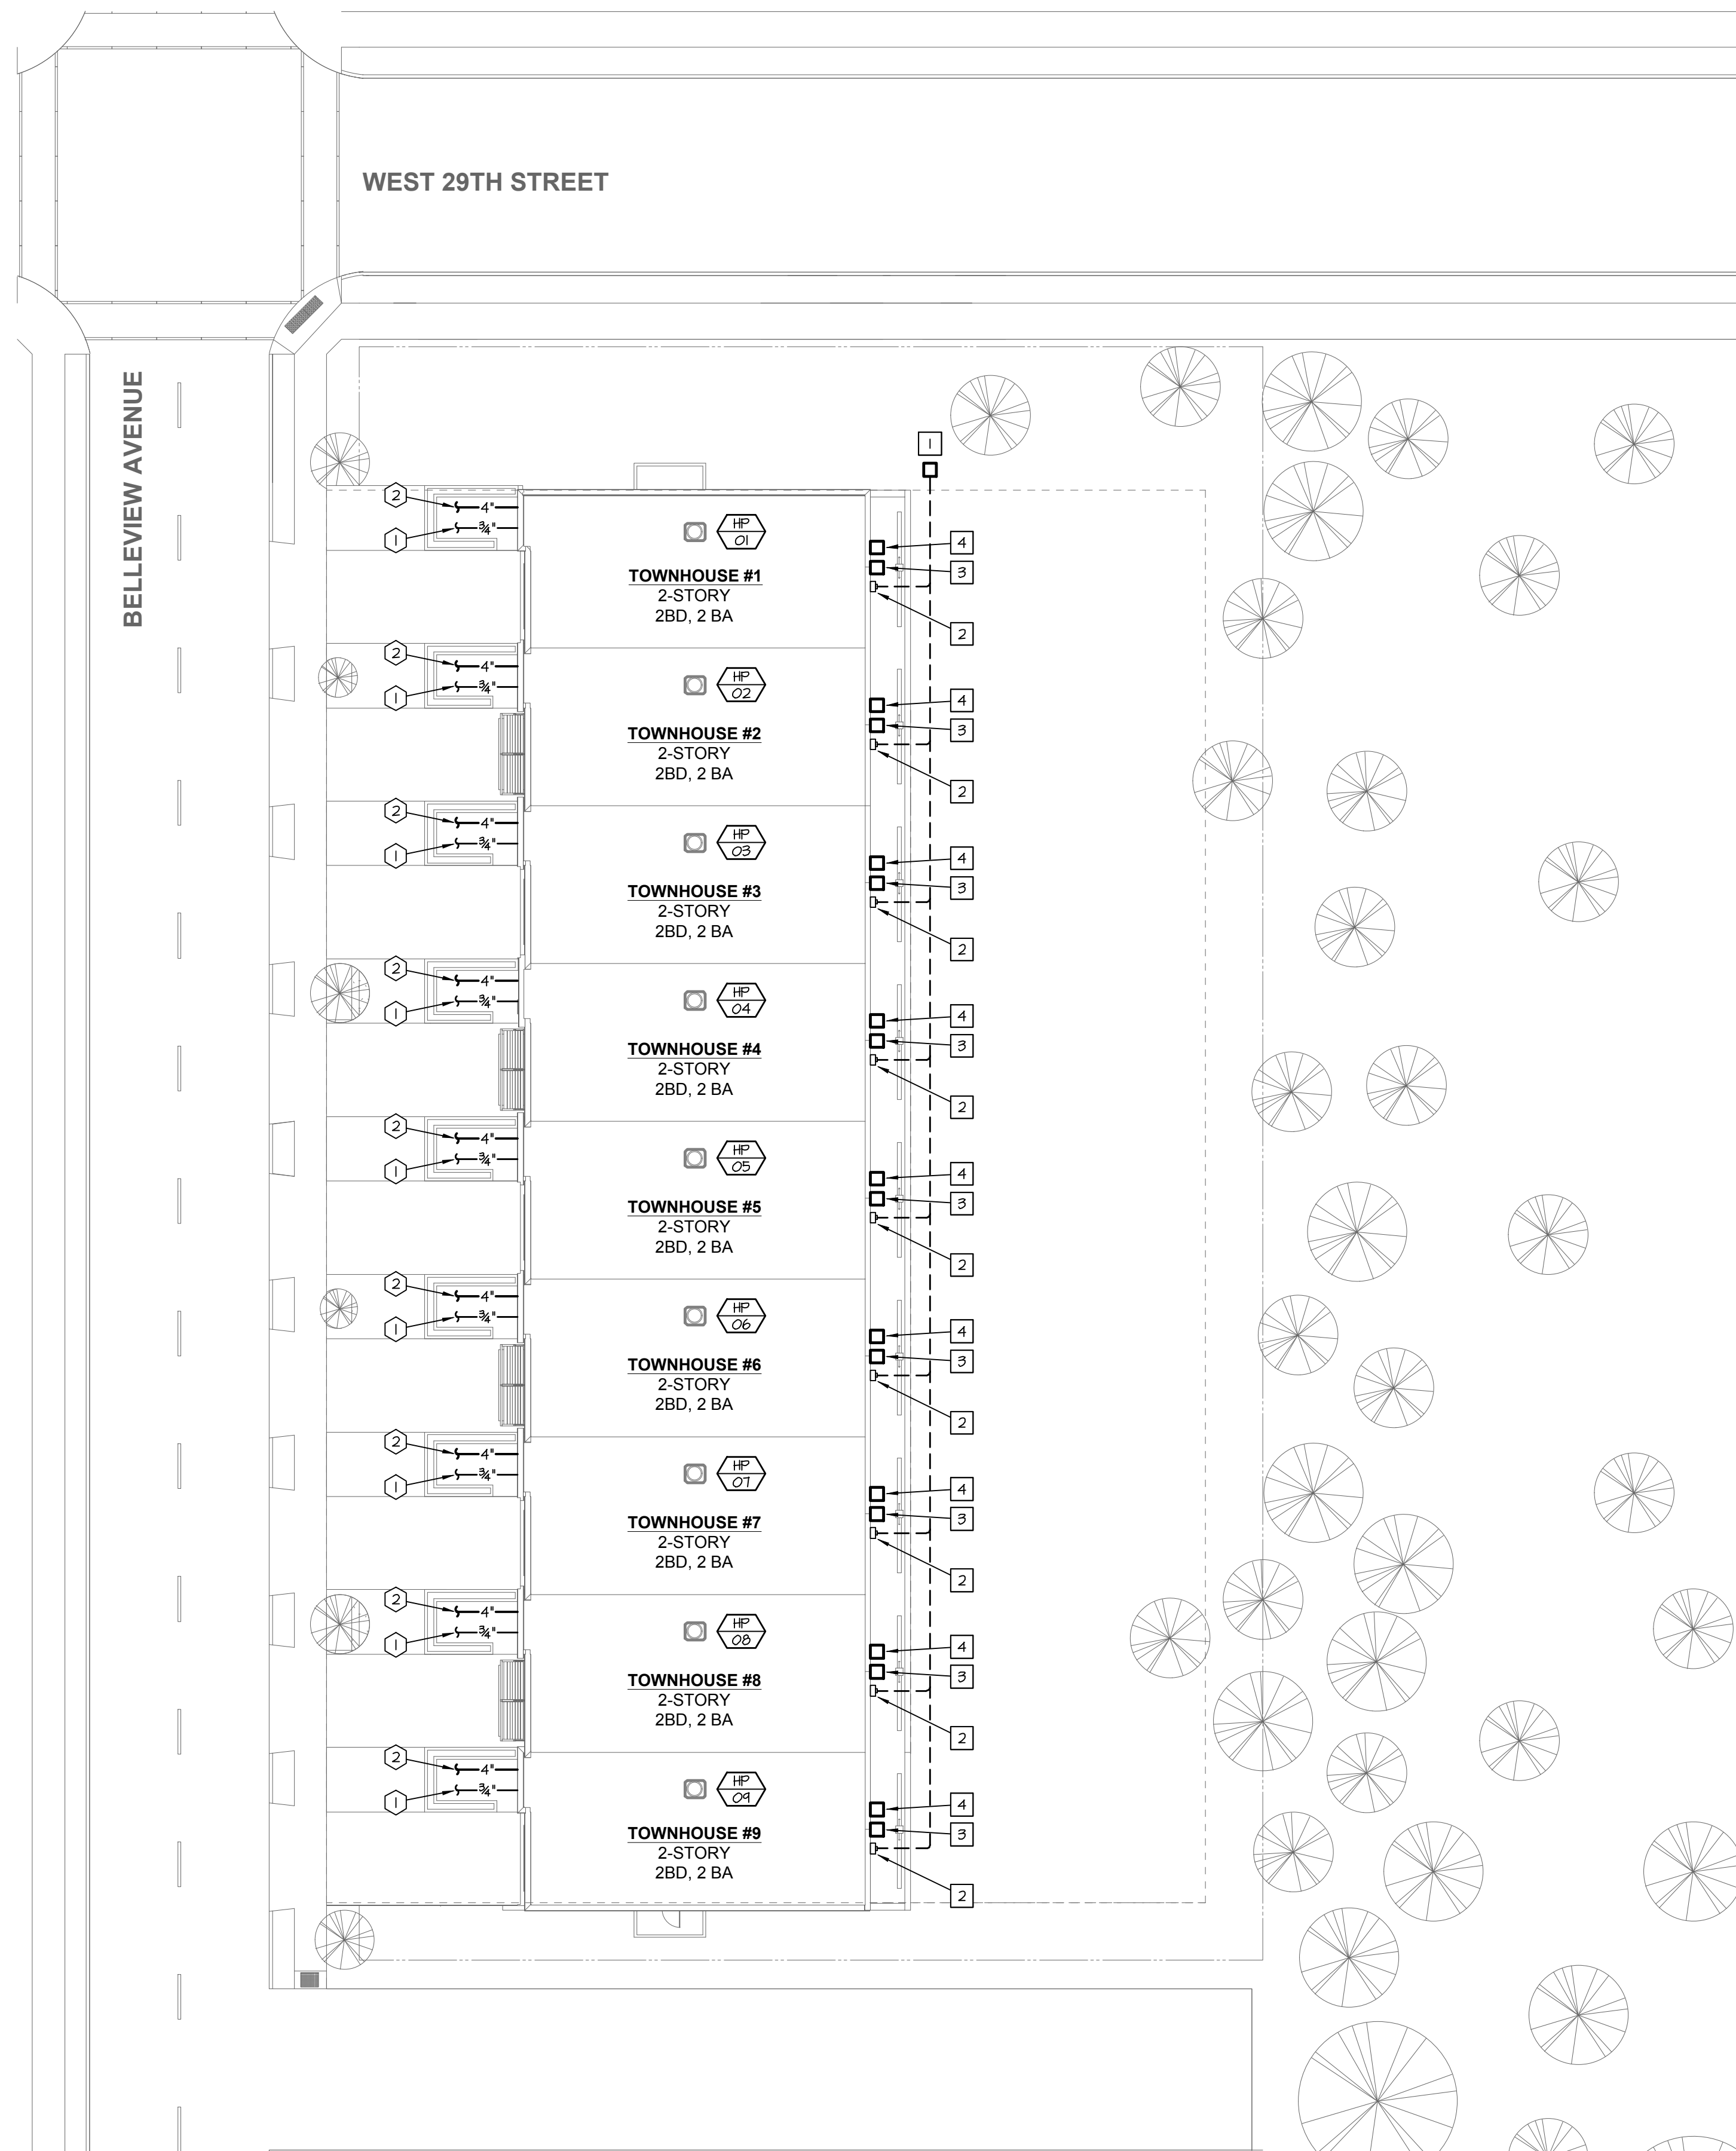 WEST 29TH STREET
BELLEVIEW AVENUE
1
2
4"
1
3/4"
HP
01
TOWNHOUSE #1
2-STORY
2BD, 2 BA
4
3
2
2
4"
1
3/4"
HP
02
TOWNHOUSE #2
2-STORY
2BD, 2 BA
4
3
2
2
4"
1
3/4"
HP
03
TOWNHOUSE #3
2-STORY
2BD, 2 BA
4
3
2
2
4"
1
3/4"
HP
04
TOWNHOUSE #4
2-STORY
2BD, 2 BA
4
3
2
2
4"
1
3/4"
HP
05
TOWNHOUSE #5
2-STORY
2BD, 2 BA
4
3
2
2
4"
1
3/4"
HP
06
TOWNHOUSE #6
2-STORY
2BD, 2 BA
4
3
2
2
4"
1
3/4"
HP
07
TOWNHOUSE #7
2-STORY
2BD, 2 BA
4
3
2
2
4"
1
3/4"
HP
08
TOWNHOUSE #8
2-STORY
2BD, 2 BA
4
3
2
2
4"
1
3/4"
HP
09
TOWNHOUSE #9
2-STORY
2BD, 2 BA
4
3
2